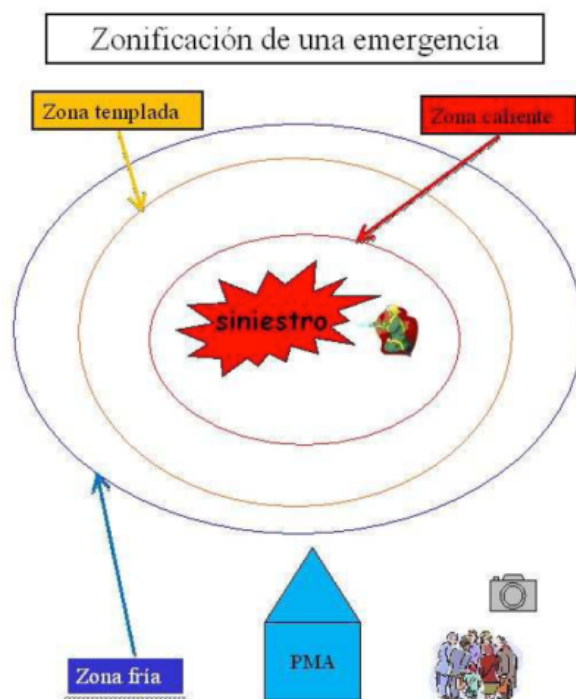 Zonificación de una emergencia
Zona templada
Zona caliente
siniestro
Zona fría
PMA